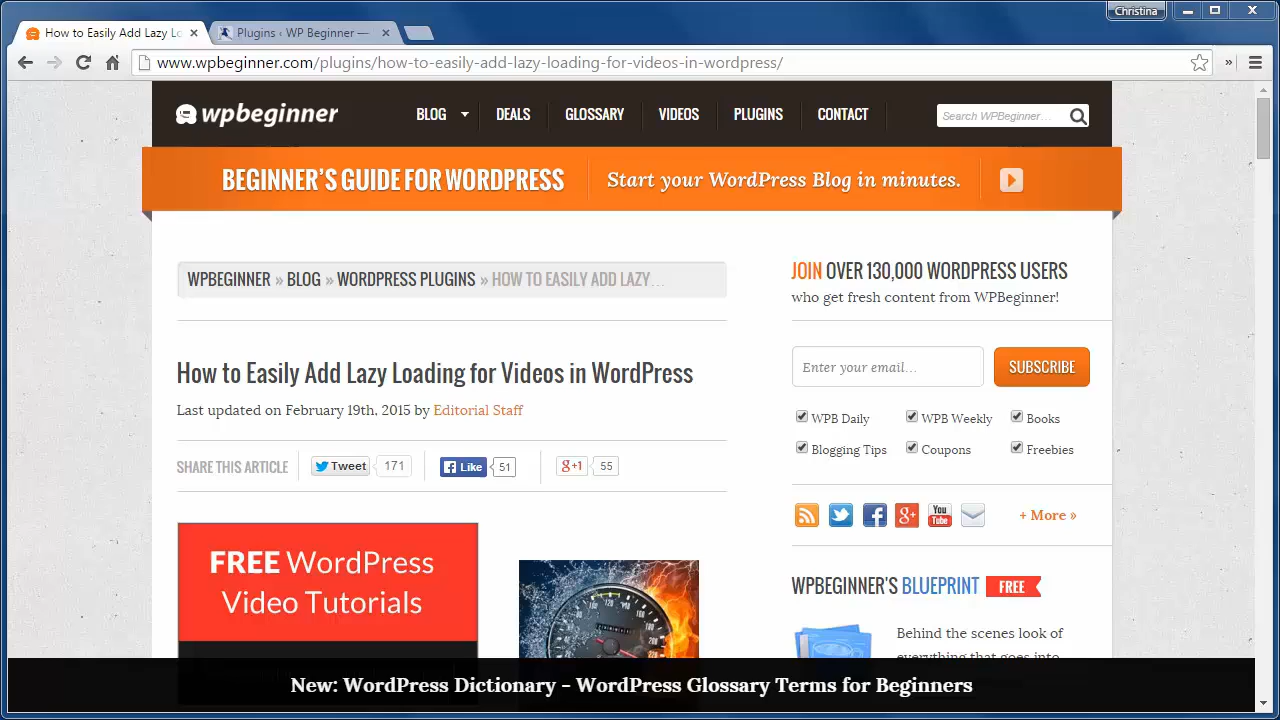 Christina
How to Easily Add Lazy Lo
Plugins ‹ WP Beginner —
www.wpbeginner.com/plugins/how-to-easily-add-lazy-loading-for-videos-in-wordpress/
wpbeginner
BLOG DEALS GLOSSARY VIDEOS PLUGINS CONTACT
Search WPBeginner...
BEGINNER'S GUIDE FOR WORDPRESS
Start your WordPress Blog in minutes.
WPBEGINNER » BLOG » WORDPRESS PLUGINS » HOW TO EASILY ADD LAZY...
How to Easily Add Lazy Loading for Videos in WordPress
Last updated on February 19th, 2015 by Editorial Staff
SHARE THIS ARTICLE Tweet 171 Like 51 g+1 55
FREE WordPress
Video Tutorials
JOIN OVER 130,000 WORDPRESS USERS
who get fresh content from WPBeginner!
Enter your email...
SUBSCRIBE
WPB Daily WPB Weekly Books
Blogging Tips Coupons Freebies
g+ You Tube + More »
WPBEGINNER'S BLUEPRINT FREE
Behind the scenes look of
everything that goes into
New: WordPress Dictionary - WordPress Glossary Terms for Beginners